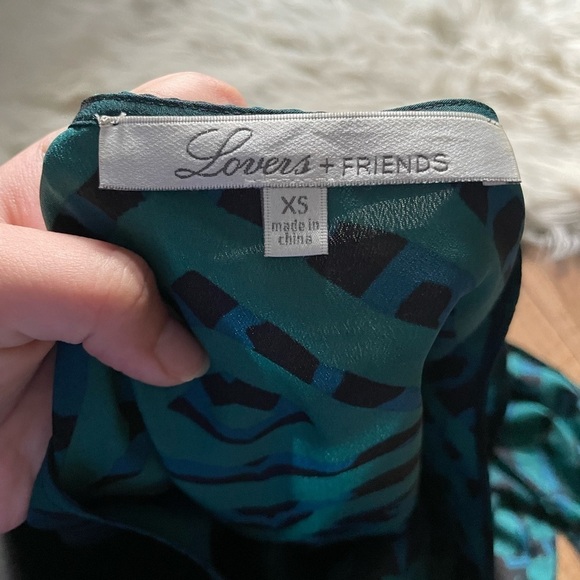 Lovers + FRIENDS
XS
made in
china